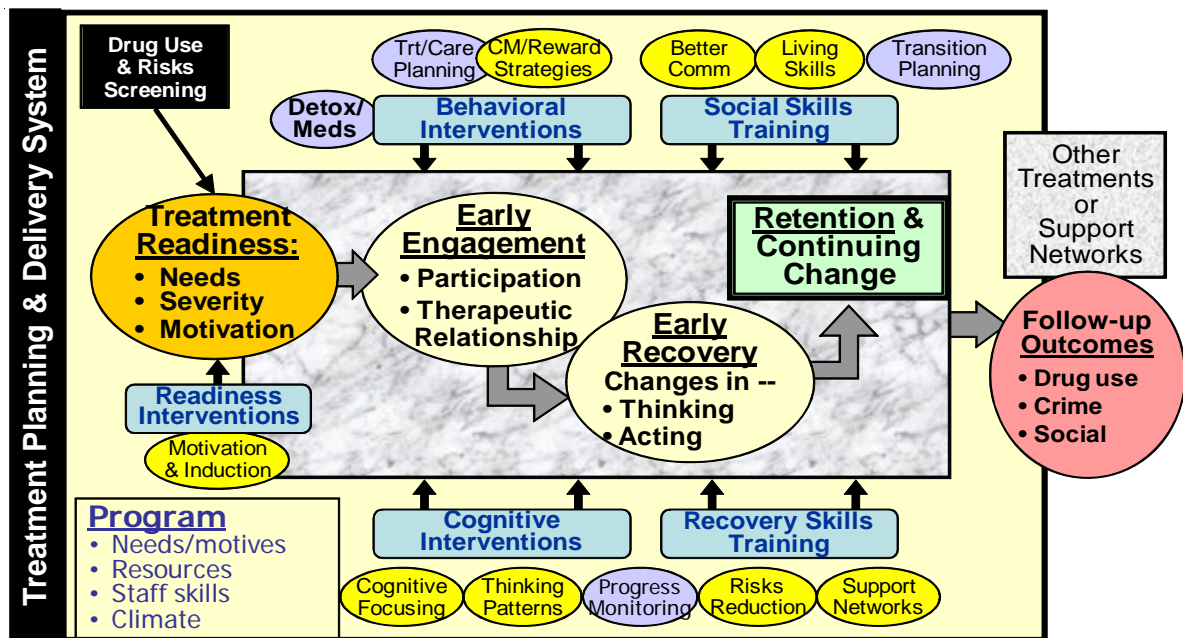 Treatment Planning & Delivery System
Drug Use
& Risks
Screening
Trt/Care
Planning
CM/Reward
Strategies
Better
Comm
Living
Skills
Transition
Planning
Detox/
Meds
Behavioral
Interventions
Social Skills
Training
Other
Treatments
or
Support
Networks
Treatment
Readiness:
• Needs
• Severity
• Motivation
Early
Engagement
• Participation
• Therapeutic
Relationship
Early
Recovery
Changes in --
• Thinking
• Acting
Retention &
Continuing
Change
Follow-up
Outcomes
• Drug use
• Crime
• Social
Readiness
Interventions
Motivation
& Induction
Program
• Needs/motives
• Resources
• Staff skills
• Climate
Cognitive
Interventions
Recovery Skills
Training
Cognitive
Focusing
Thinking
Patterns
Progress
Monitoring
Risks
Reduction
Support
Networks